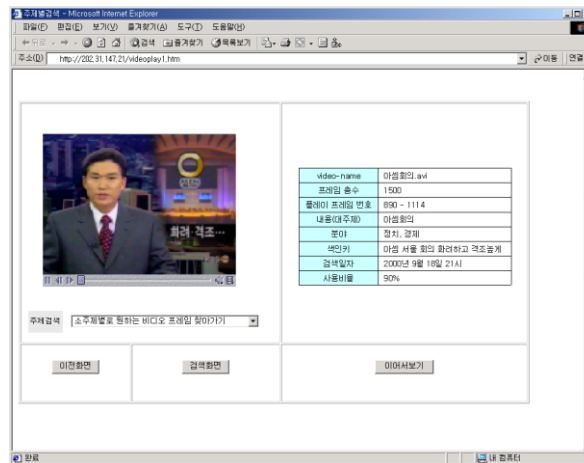 주제별검색 - Microsoft Internet Explorer
파일(F) 편집(E) 보기(V) 즐겨찾기(A) 도구(T) 도움말(H)
뒤로 검색 즐겨찾기 목록보기
주소(D) http://202.31.147.21/videoplay1.htm 이동 연결
화려·격조…
video-name 아셈회의.avi
프레임 총수 1500
플레이 프레임 번호 890 - 1114
내용(대주제) 아셈회의
분야 정치, 경제
색인키 아셈 서울 회의 화려하고 격조높게
검색일자 2000년 9월 18일 21시
사용비율 90%
주제검색 소주제별로 원하는 비디오 프레임 찾아가기
이전화면 검색화면 이어서보기
완료 내 컴퓨터